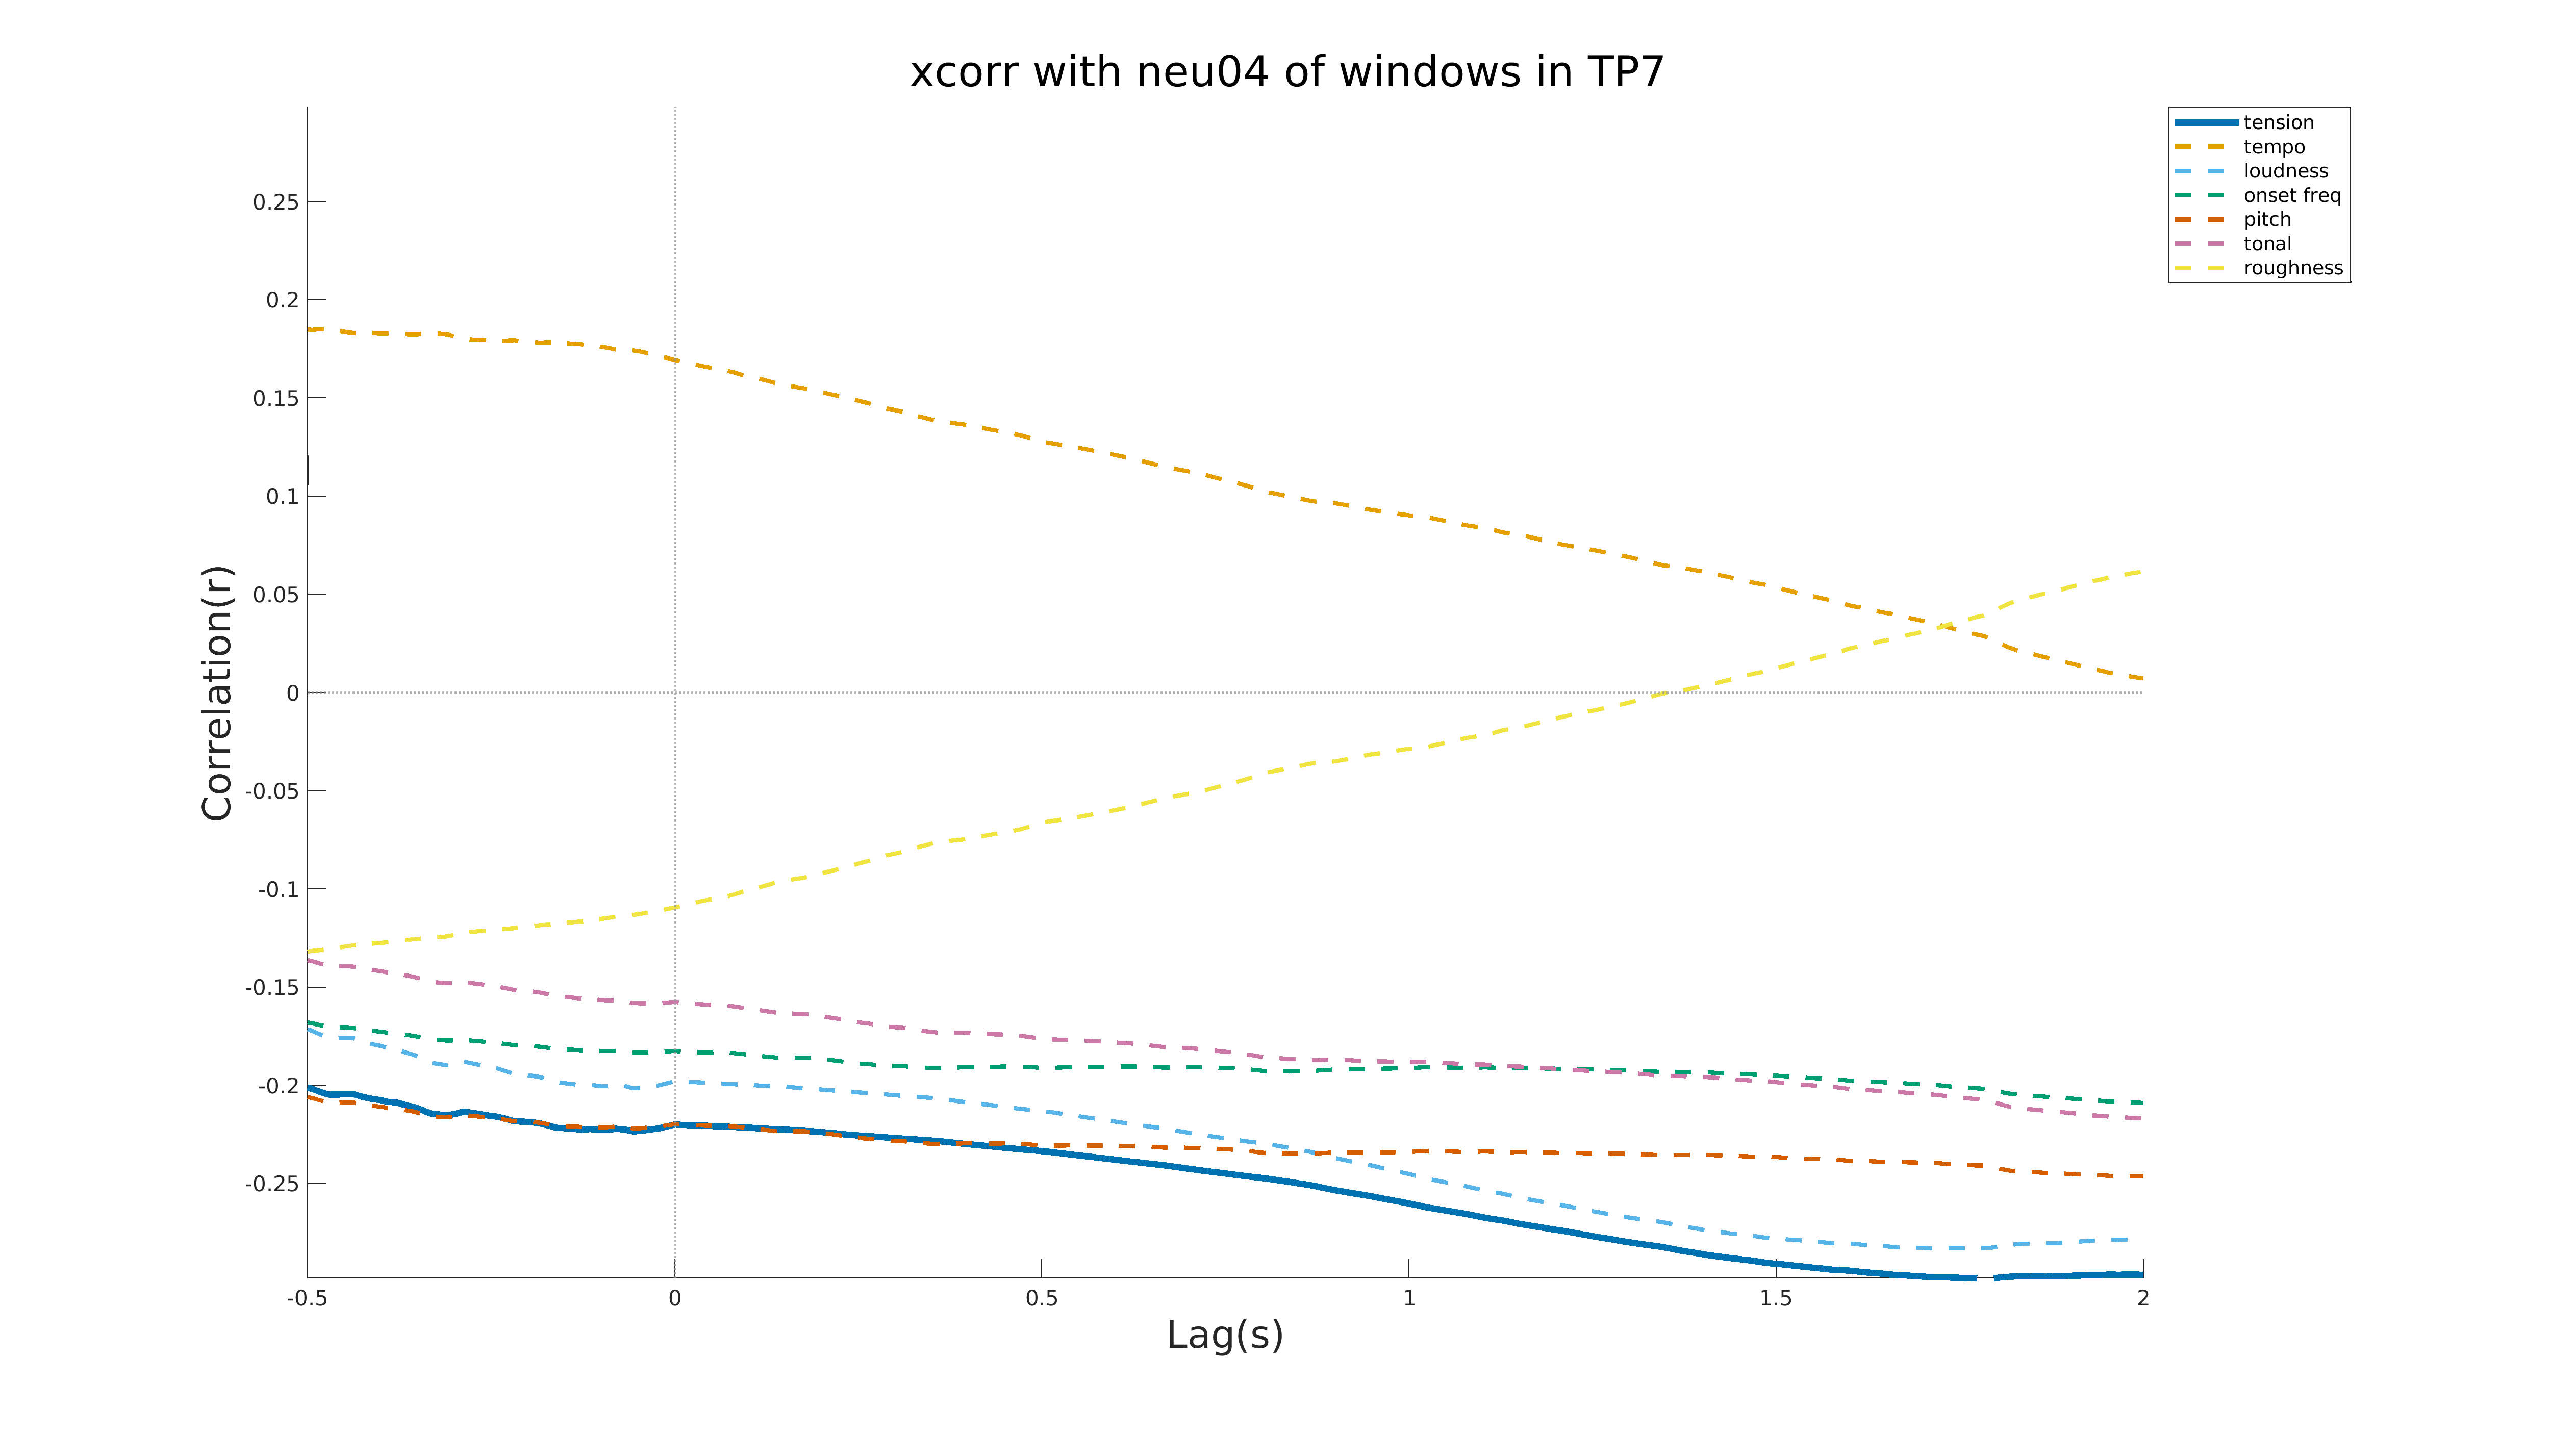 xcorr with neu04 of windows in TP7
tension
tempo
loudness
onset freq
pitch
tonal
roughness
0.25
0.2
0.15
0.1
0.05
0
-0.05
-0.1
-0.15
-0.2
-0.25
Correlation(r)
-0.5
0
0.5
1
1.5
2
Lag(s)